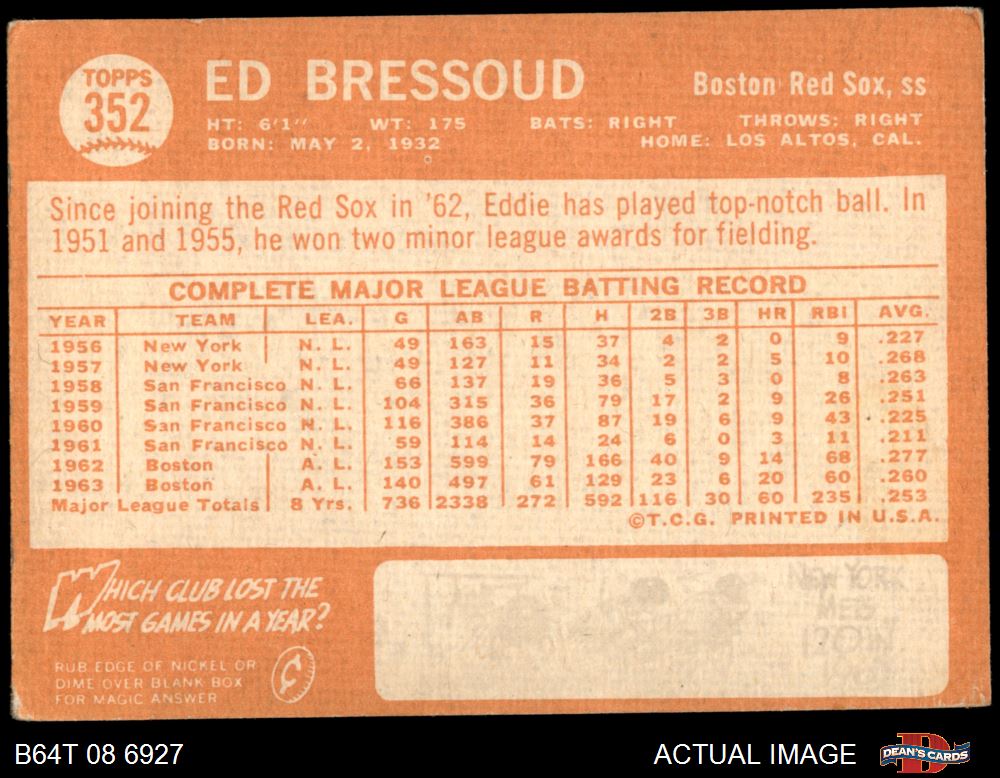 TOPPS
352
ED BRESSOUD
Boston Red Sox, ss
HT: 6'1" WT: 175 BATS: RIGHT THROWS: RIGHT
BORN: MAY 2, 1932 HOME: LOS ALTOS, CAL.
Since joining the Red Sox in '62, Eddie has played top-notch ball. In
1951 and 1955, he won two minor league awards for fielding.
COMPLETE MAJOR LEAGUE BATTING RECORD
YEAR TEAM LEA. G AB R H 2B 3B HR RBI AVG.
1956 New York N. L. 49 163 15 37 4 2 0 9 .227
1957 New York N. L. 49 127 11 34 2 2 5 10 .268
1958 San Francisco N. L. 66 137 19 36 5 3 0 8 .263
1959 San Francisco N. L. 104 315 36 79 17 2 9 26 .251
1960 San Francisco N. L. 116 386 37 87 19 6 9 43 .225
1961 San Francisco N. L. 59 114 14 24 6 0 3 11 .211
1962 Boston A. L. 153 599 79 166 40 9 14 68 .277
1963 Boston A. L. 140 497 61 129 23 6 20 60 .260
Major League Totals 8 Yrs. 736 2338 272 592 116 30 60 235 .253
©T.C.G. PRINTED IN U.S.A.
WHICH CLUB LOST THE
MOST GAMES IN A YEAR?
RUB EDGE OF NICKEL OR
DIME OVER BLANK BOX
FOR MAGIC ANSWER
NEW YORK
B64T 08 6927
ACTUAL IMAGE
DEAN'S CARDS